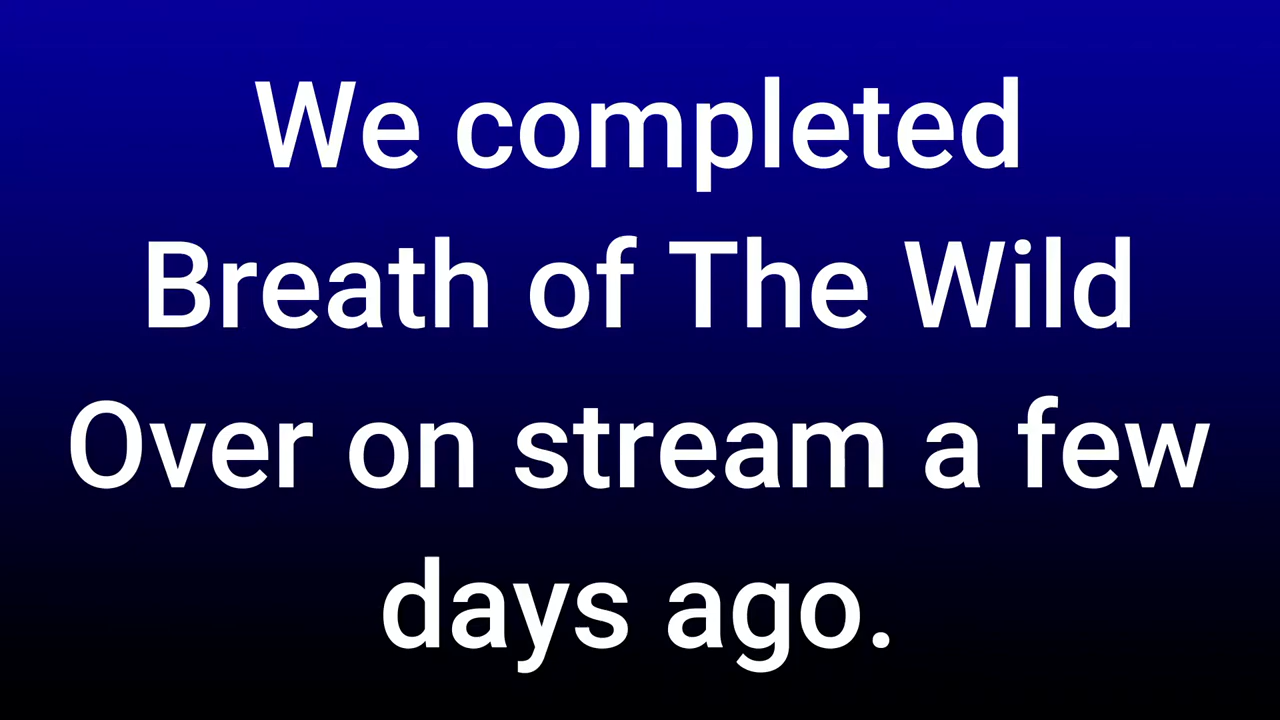 We completed
Breath of The Wild
Over on stream a few
days ago.